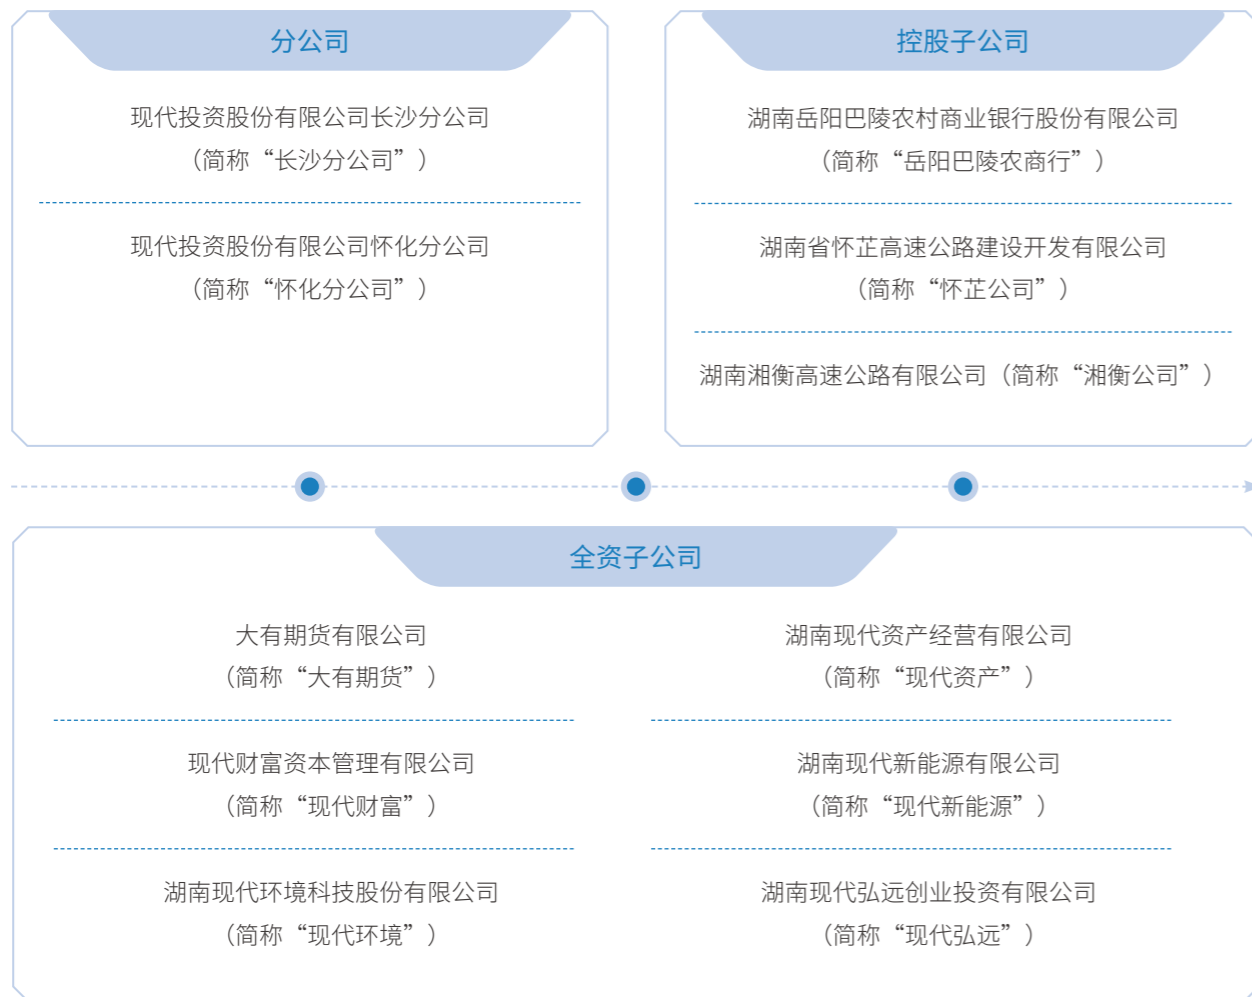 分公司
现代投资股份有限公司长沙分公司
（简称“长沙分公司”）
现代投资股份有限公司怀化分公司
（简称“怀化分公司”）
控股子公司
湖南岳阳巴陵农村商业银行股份有限公司
（简称“岳阳巴陵农商行”）
湖南省怀芷高速公路建设开发有限公司
（简称“怀芷公司”）
湖南湘衡高速公路有限公司（简称“湘衡公司”）
全资子公司
大有期货有限公司
（简称“大有期货”）
现代财富资本管理有限公司
（简称“现代财富”）
湖南现代环境科技股份有限公司
（简称“现代环境”）
湖南现代资产经营有限公司
（简称“现代资产”）
湖南现代新能源有限公司
（简称“现代新能源”）
湖南现代弘远创业投资有限公司
（简称“现代弘远”）